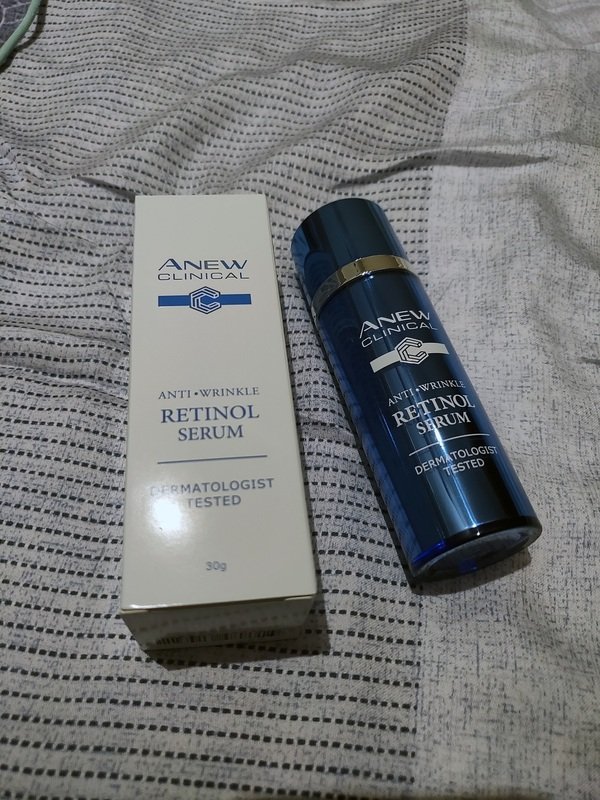 ANEW
CLINICAL
ANTI•WRINKLE
RETINOL
SERUM
DERMATOLOGIST
TESTED
30g
ANEW
CLINICAL
ANTI•WRINKLE
RETINOL
SERUM
DERMATOLOGIST
TESTED